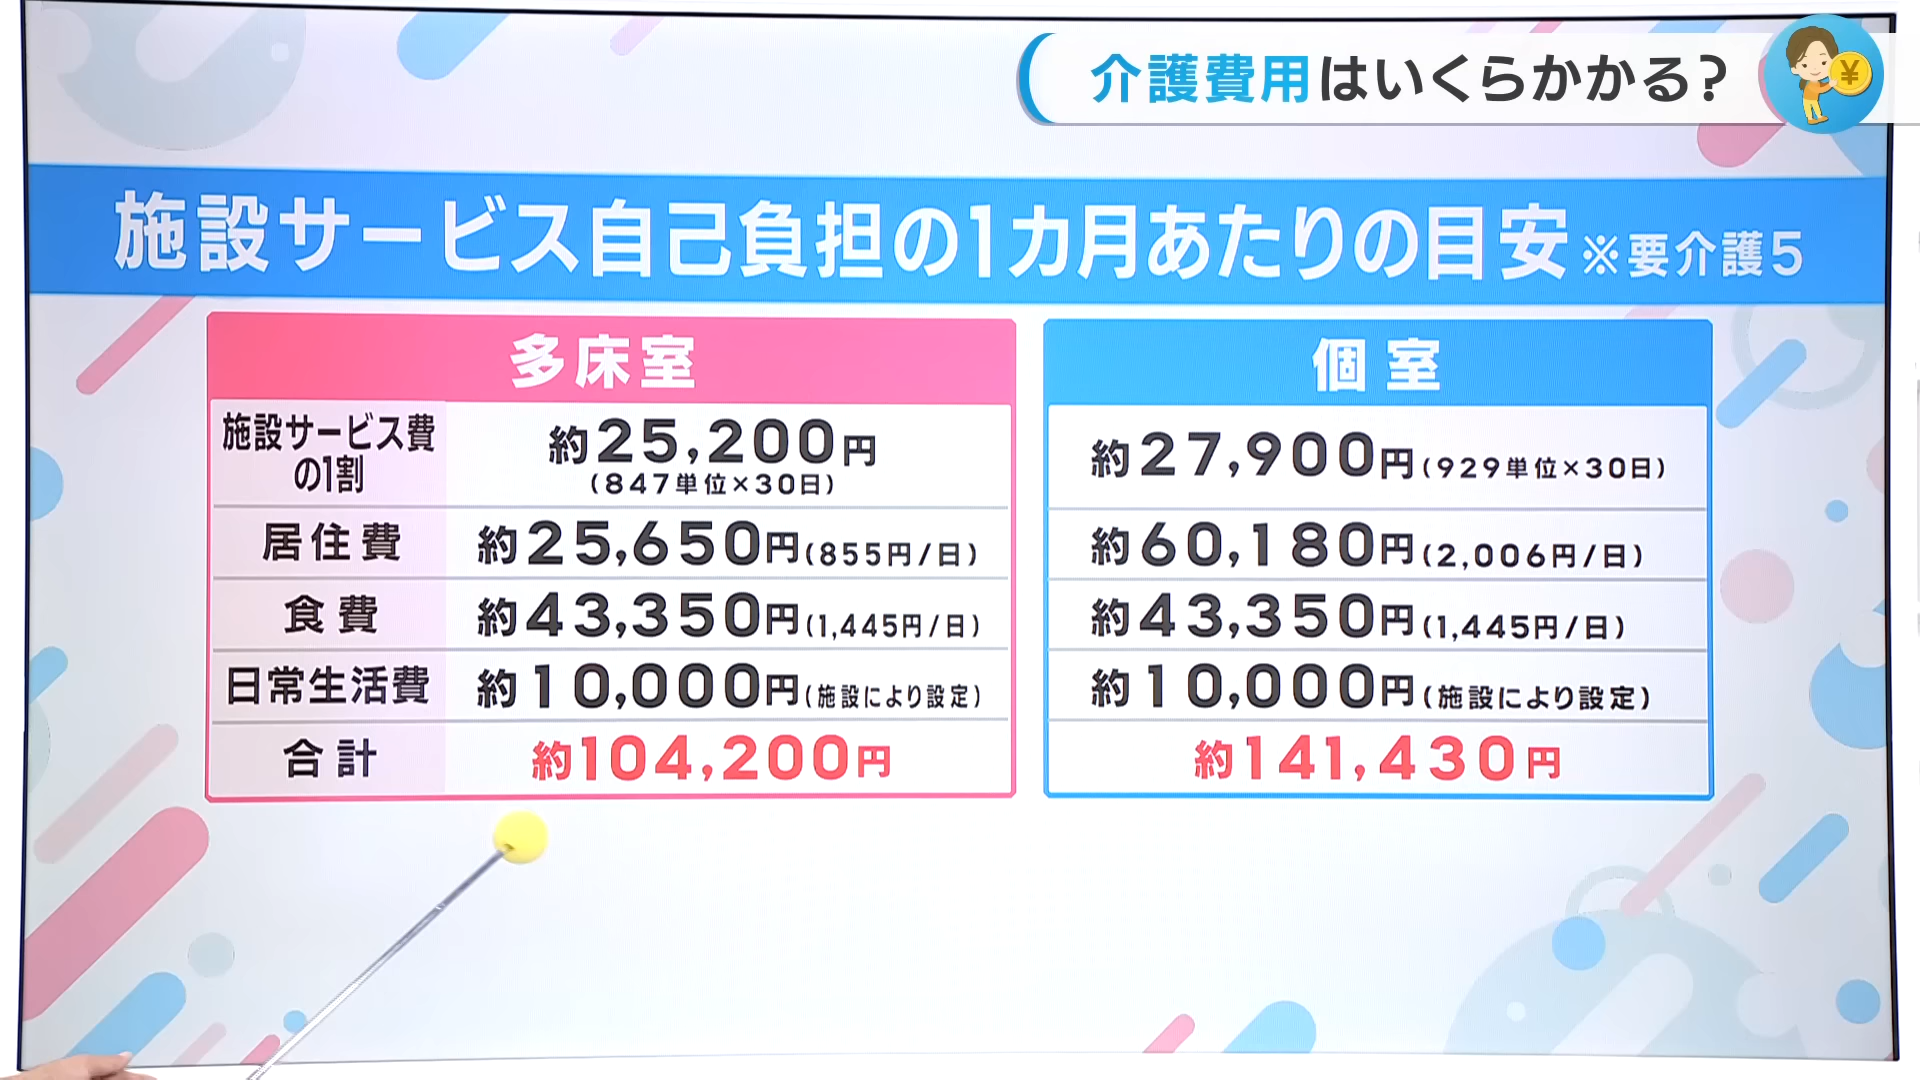 介護費用はいくらかかる?
¥
施設サービス自己負担の1カ月あたりの目安 ※要介護5
多床室
個室
施設サービス費
の1割
約25,200円
(847単位×30日)
約27,900円(929単位×30日)
居住費
約25,650円(855円/日)
約60,180円(2,006円/日)
食費
約43,350円(1,445円/日)
約43,350円(1,445円/日)
日常生活費
約10,000円(施設により設定)
約10,000円(施設により設定)
合計
約104,200円
約141,430円